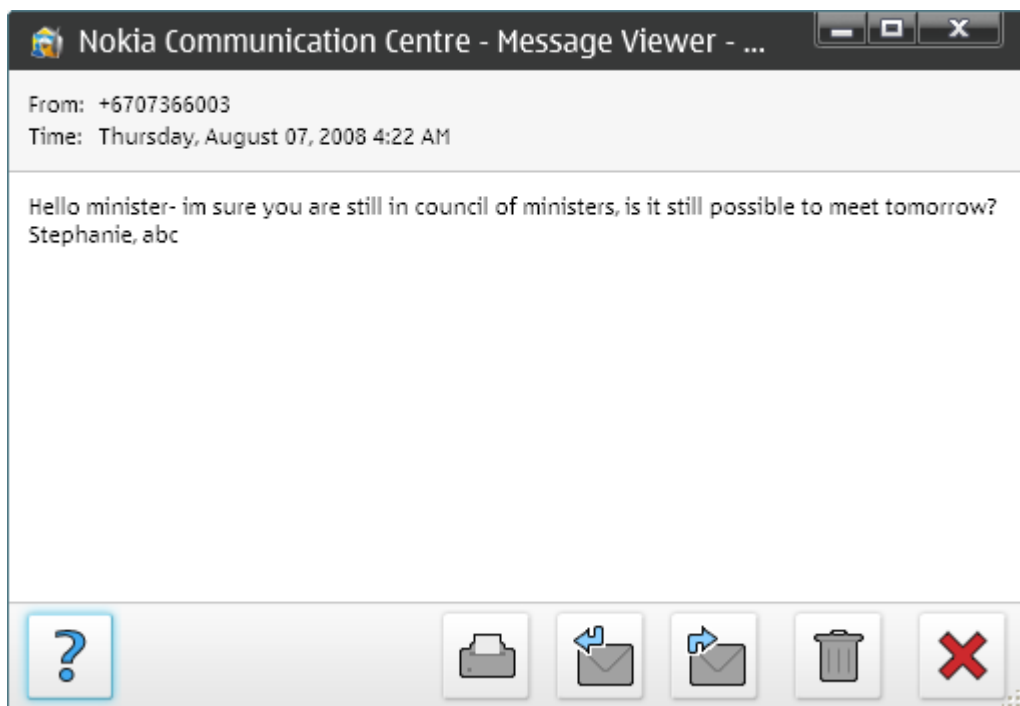 Nokia Communication Centre - Message Viewer - ...
From: +6707366003
Time: Thursday, August 07, 2008 4:22 AM
Hello minister- im sure you are still in council of ministers, is it still possible to meet tomorrow?
Stephanie, abc